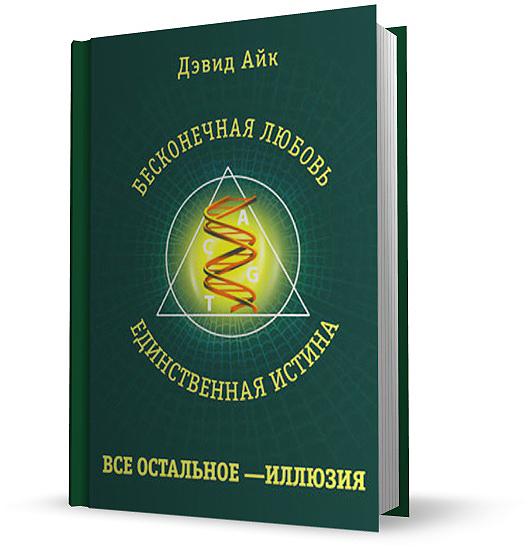 Дэвид Айк
БЕСКОНЕЧНАЯ ЛЮБОВЬ
A
C
G
T
ЕДИНСТВЕННАЯ ИСТИНА
ВСЕ ОСТАЛЬНОЕ —ИЛЛЮЗИЯ